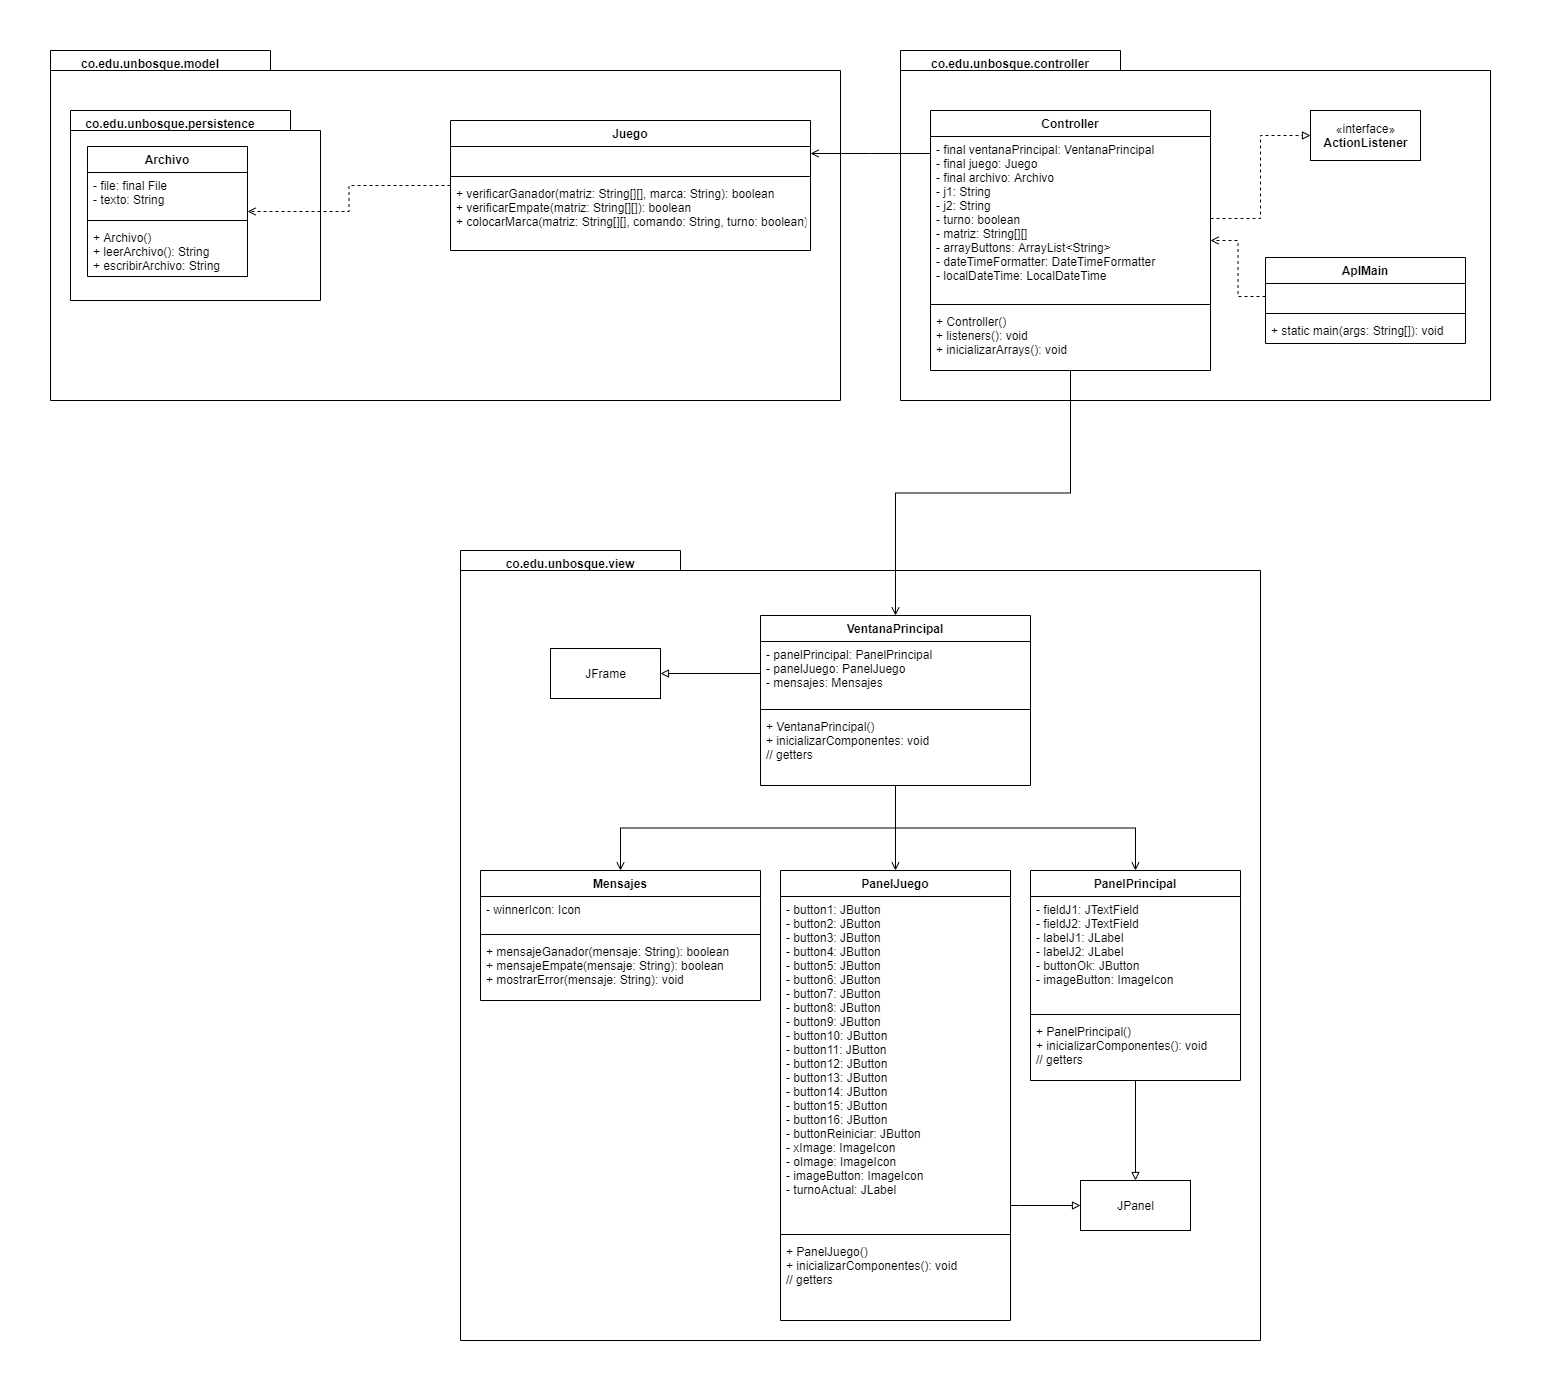 co.edu.unbosque.model
co.edu.unbosque.persistence
Archivo
- file: final File
- texto: String
+ Archivo()
+ leerArchivo(): String
+ escribirArchivo: String
Juego
+ verificarGanador(matriz: String[][], marca: String): boolean
+ verificarEmpate(matriz: String[][]): boolean
+ colocarMarca(matriz: String[][], comando: String, turno: boolean)
co.edu.unbosque.controller
Controller
- final ventanaPrincipal: VentanaPrincipal
- final juego: Juego
- final archivo: Archivo
- j1: String
- j2: String
- turno: boolean
- matriz: String[][]
- arrayButtons: ArrayList<String>
- dateTimeFormatter: DateTimeFormatter
- localDateTime: LocalDateTime
+ Controller()
+ listeners(): void
+ inicializarArrays(): void
«interface»
ActionListener
AplMain
+ static main(args: String[]): void
co.edu.unbosque.view
JFrame
VentanaPrincipal
- panelPrincipal: PanelPrincipal
- panelJuego: PanelJuego
- mensajes: Mensajes
+ VentanaPrincipal()
+ inicializarComponentes: void
// getters
Mensajes
- winnerIcon: Icon
+ mensajeGanador(mensaje: String): boolean
+ mensajeEmpate(mensaje: String): boolean
+ mostrarError(mensaje: String): void
PanelJuego
- button1: JButton
- button2: JButton
- button3: JButton
- button4: JButton
- button5: JButton
- button6: JButton
- button7: JButton
- button8: JButton
- button9: JButton
- button10: JButton
- button11: JButton
- button12: JButton
- button13: JButton
- button14: JButton
- button15: JButton
- button16: JButton
- buttonReiniciar: JButton
- xImage: ImageIcon
- oImage: ImageIcon
- imageButton: ImageIcon
- turnoActual: JLabel
+ PanelJuego()
+ inicializarComponentes(): void
// getters
PanelPrincipal
- fieldJ1: JTextField
- fieldJ2: JTextField
- labelJ1: JLabel
- labelJ2: JLabel
- buttonOk: JButton
- imageButton: ImageIcon
+ PanelPrincipal()
+ inicializarComponentes(): void
// getters
JPanel